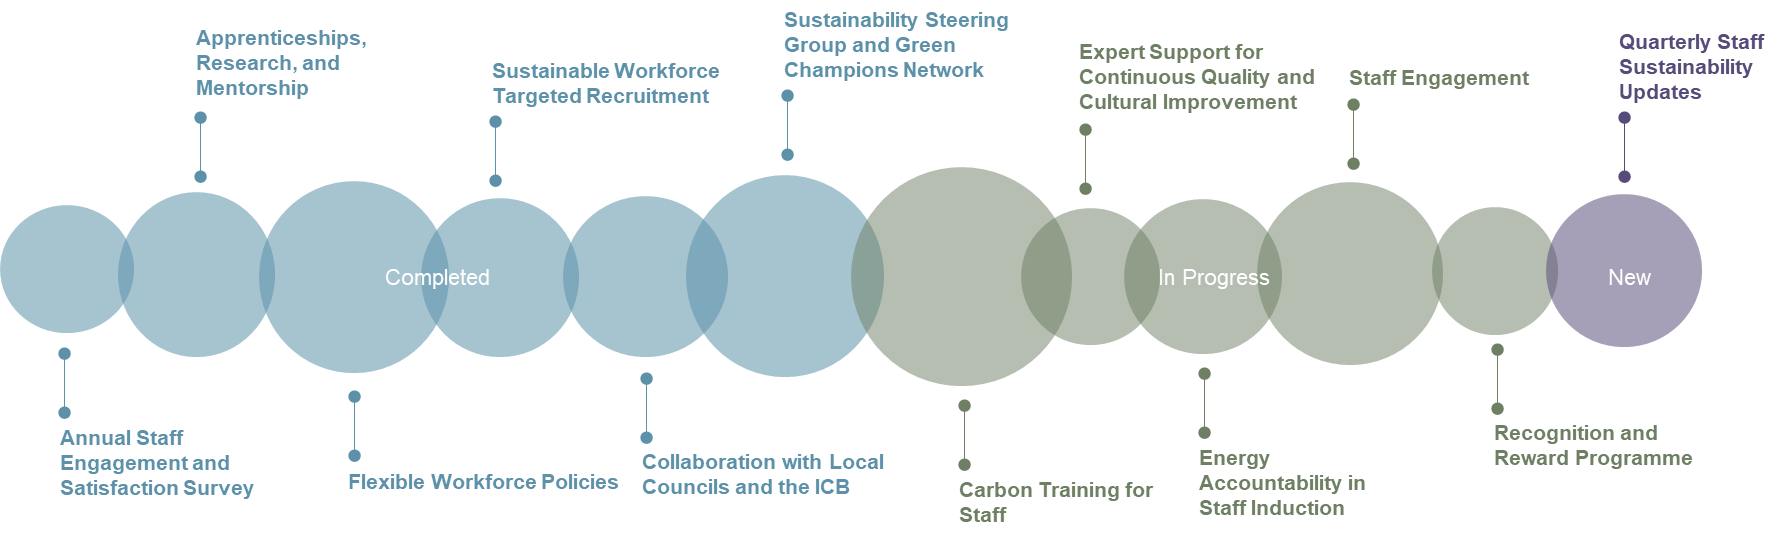 Apprenticeships,
Research, and
Mentorship
Sustainable Workforce
Targeted Recruitment
Sustainability Steering
Group and Green
Champions Network
Expert Support for
Continuous Quality and
Cultural Improvement
Staff Engagement
Quarterly Staff
Sustainability
Updates
Completed
In Progress
New
Annual Staff
Engagement and
Satisfaction Survey
Flexible Workforce Policies
Collaboration with Local
Councils and the ICB
Carbon Training for
Staff
Energy
Accountability in
Staff Induction
Recognition and
Reward Programme